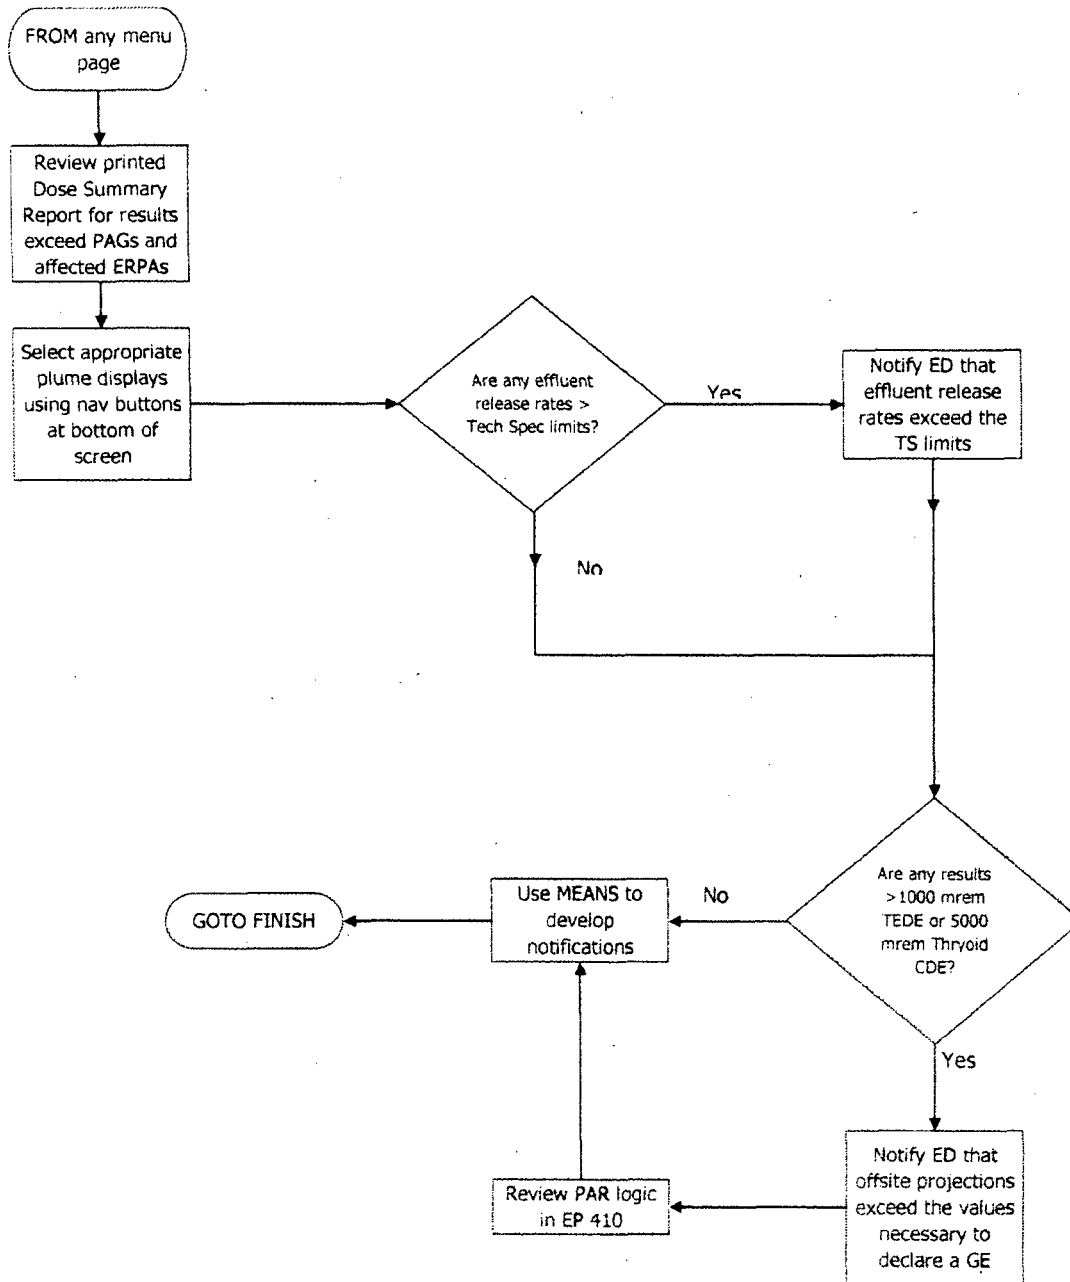 FROM any menu
page
Review printed
Dose Summary
Report for results
exceed PAGs and
affected ERPAs
Select appropriate
plume displays
using nav buttons
at bottom of
screen
Are any effluent
release rates >
Tech Spec limits?
Yes
Notify ED that
effluent release
rates exceed the
TS limits
No
Are any results
>1000 mrem
TEDE or 5000
mrem Thryoid
CDE?
No
Use MEANS to
develop
notifications
GOTO FINISH
Yes
Notify ED that
offsite projections
exceed the values
necessary to
declare a GE
Review PAR logic
in EP 410